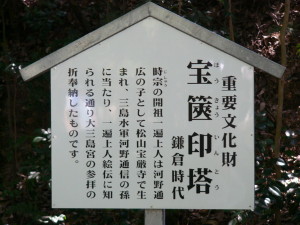 重要文化財
宝篋印塔
ほうきょういんとう
鎌倉時代
時宗の開祖一遍上人は河野通
広の子として松山宝厳寺で生
まれ、三島水軍河野通信の孫
に当たり、一遍上人絵伝に知
られる通り大三島宮の参拝の
折奉納したものです。